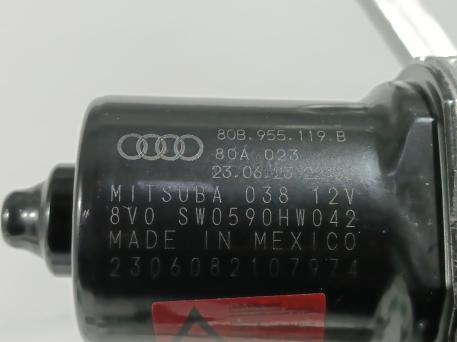 80B.955.119.B
80A 023
MITSUBA 038 12V
8V0 SW0590HW042
MADE IN MEXICO
2306082107974